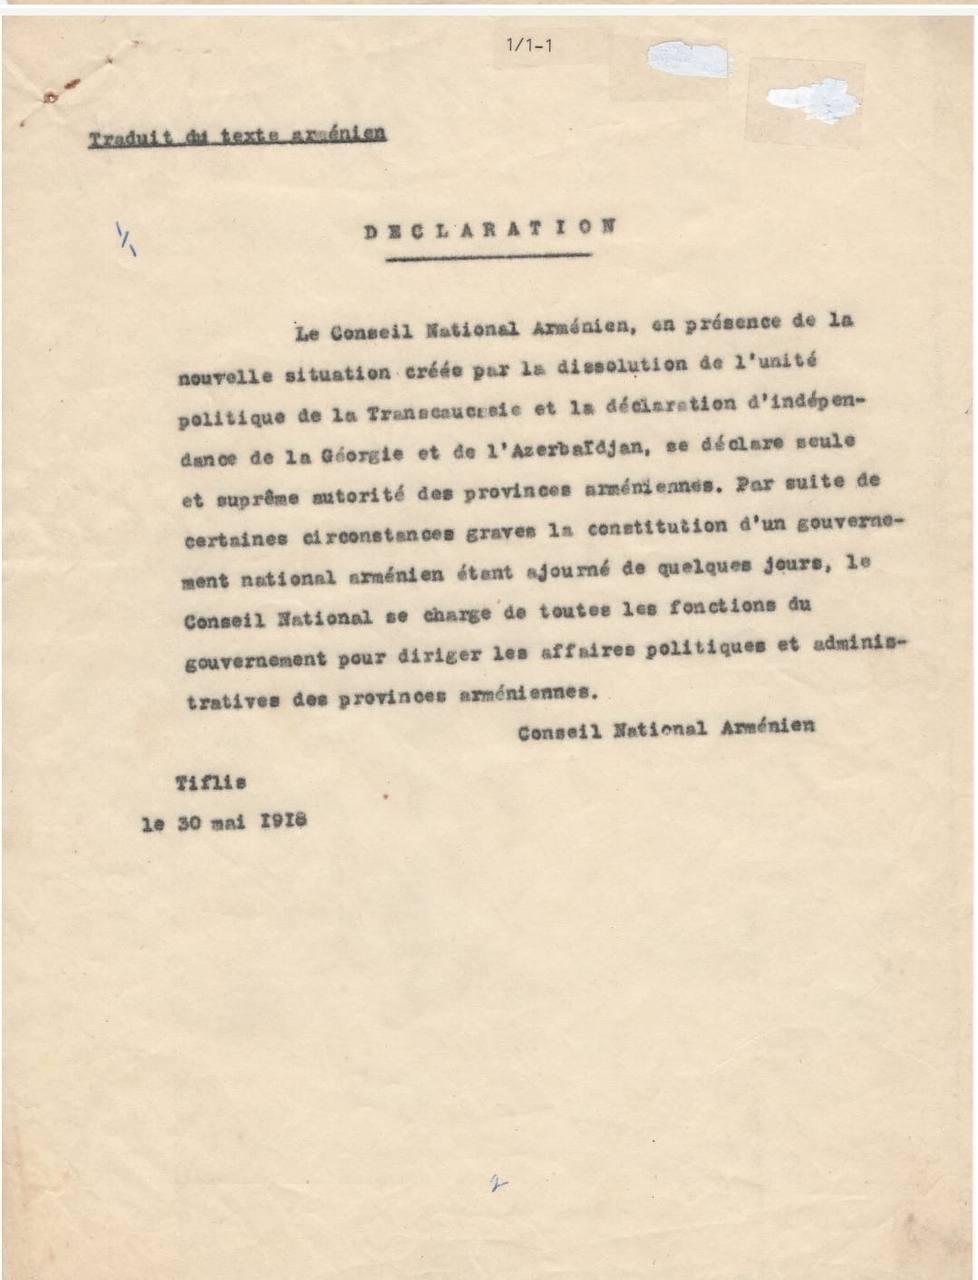 1/1-1
Traduit du texte arménien
1/1
DECLARATION
Le Conseil National Arménien, en présence de la
nouvelle situation créée par la dissolution de l'unité
politique de la Transcaucasie et la déclaration d'indépen-
dance de la Géorgie et de l'Azerbaïdjan, se déclare seule
et suprême autorité des provinces arméniennes. Par suite de
certaines circonstances graves la constitution d'un gouverne-
ment national arménien étant ajourné de quelques jours, le
Conseil National se charge de toutes les fonctions du
gouvernement pour diriger les affaires politiques et adminis-
tratives des provinces arméniennes.
Conseil National Arménien
Tiflis
le 30 mai 1918
2